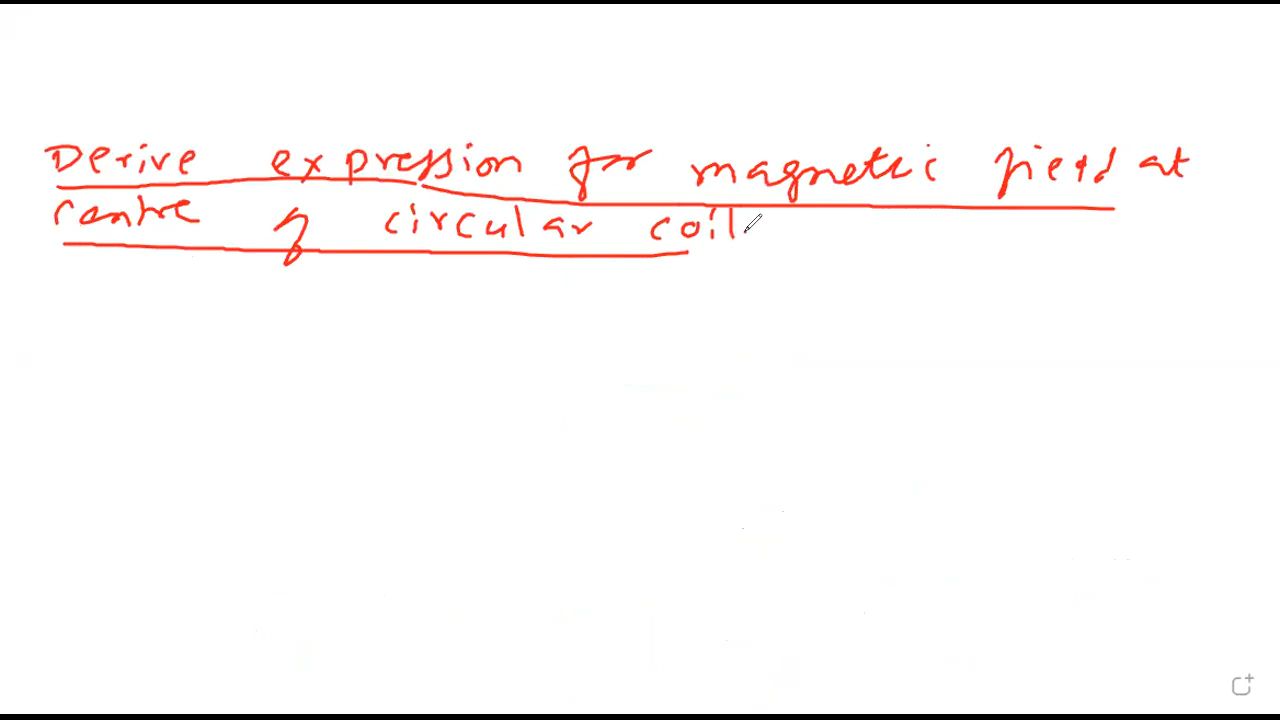 Derive expression for magnetic field at
centre of circular coil